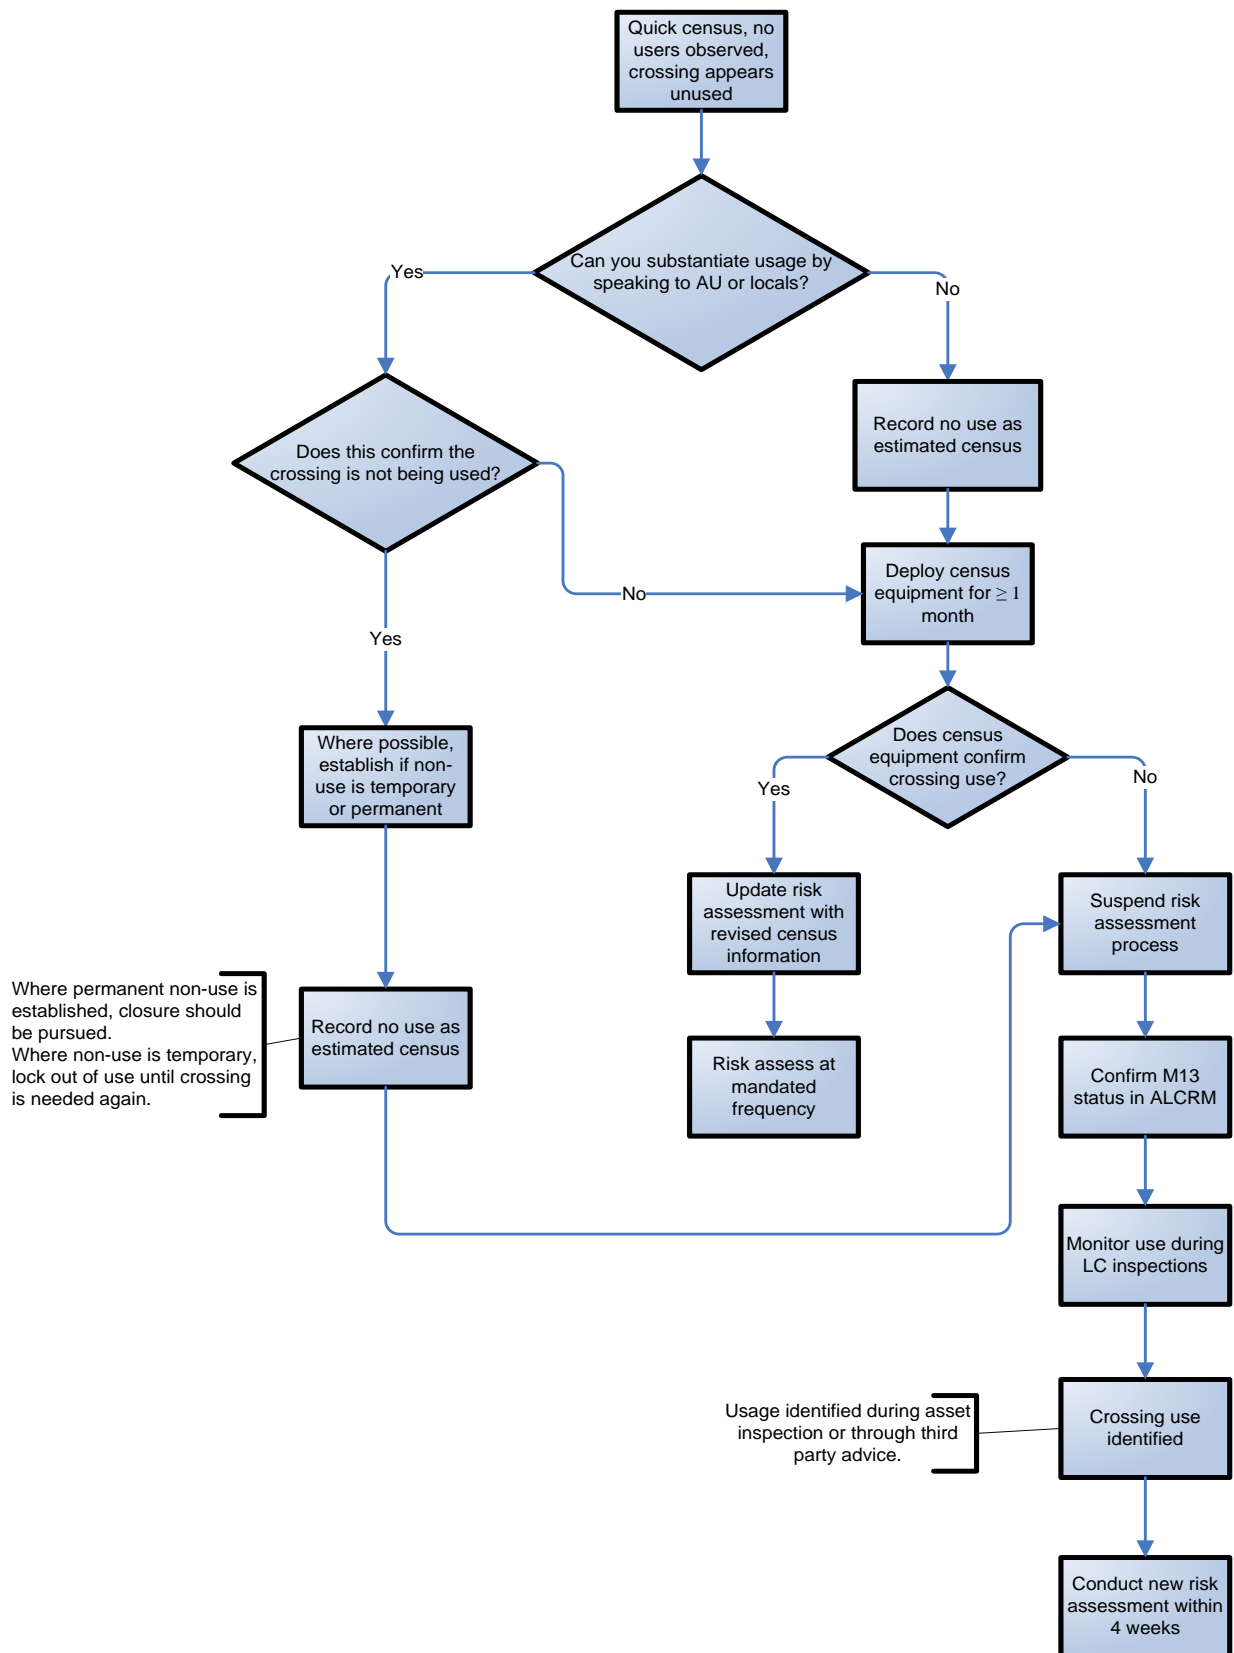 Quick census, no
users observed,
crossing appears
unused
Can you substantiate usage by
speaking to AU or locals?
Yes
No
Does this confirm the
crossing is not being used?
Record no use as
estimated census
Deploy census
equipment for ≥ 1
month
No
Yes
Where possible,
establish if non-
use is temporary
or permanent
Does census
equipment confirm
crossing use?
Yes
No
Update risk
assessment with
revised census
information
Suspend risk
assessment
process
Where permanent non-use is
established, closure should
be pursued.
Where non-use is temporary,
lock out of use until crossing
is needed again.
Record no use as
estimated census
Risk assess at
mandated
frequency
Confirm M13
status in ALCRM
Monitor use during
LC inspections
Usage identified during asset
inspection or through third
party advice.
Crossing use
identified
Conduct new risk
assessment within
4 weeks